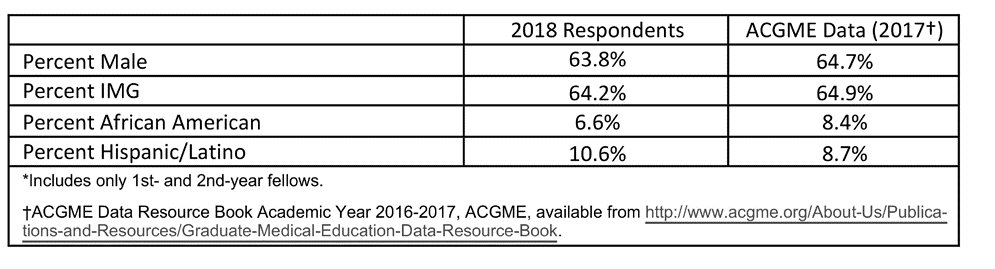 2018 Respondents ACGME Data (2017†)
Percent Male 63.8% 64.7%
Percent IMG 64.2% 64.9%
Percent African American 6.6% 8.4%
Percent Hispanic/Latino 10.6% 8.7%
*Includes only 1st- and 2nd-year fellows.
†ACGME Data Resource Book Academic Year 2016-2017, ACGME, available from http://www.acgme.org/About-Us/Publica-
tions-and-Resources/Graduate-Medical-Education-Data-Resource-Book.